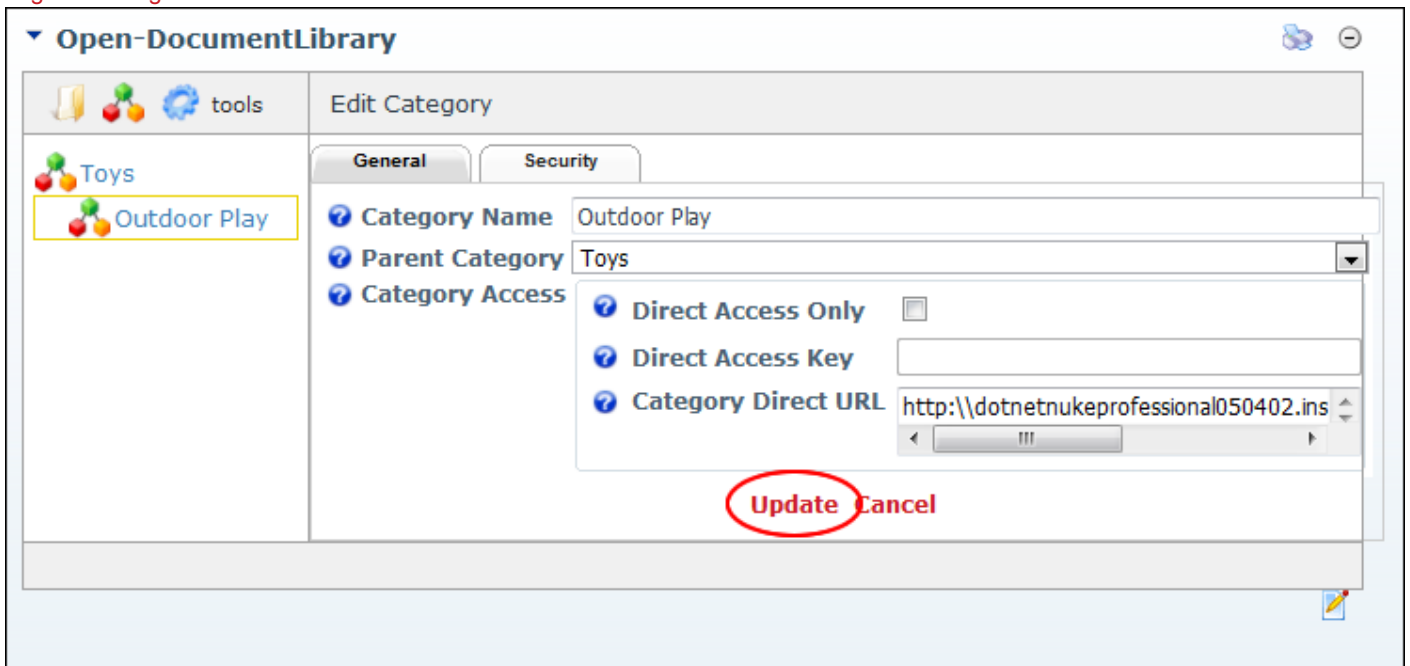 Open-DocumentLibrary
tools
Edit Category
Toys
Outdoor Play
General Security
Category Name Outdoor Play
Parent Category Toys
Category Access
Direct Access Only
Direct Access Key
Category Direct URL http:\\dotnetnukeprofessional050402.ins
Update Cancel